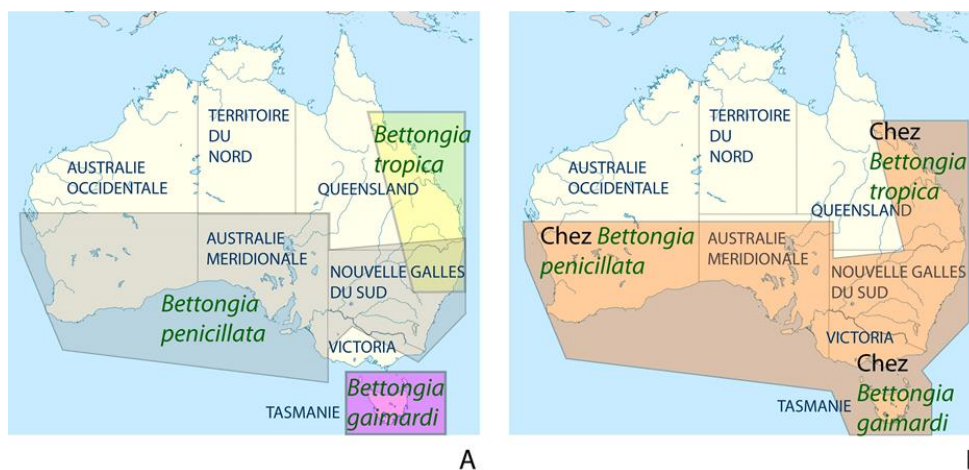 TERRITOIRE
DU
NORD
Bettongia
tropica
AUSTRALIE
OCCIDENTALE
QUEENSLAND
AUSTRALIE
MERIDIONALE
NOUVELLE GALLES
DU SUD
Bettongia
penicillata
VICTORIA
TASMANIE
Bettongia
gaimardi
A
TERRITOIRE
DU
NORD
Chez
Bettongia
tropica
AUSTRALIE
OCCIDENTALE
QUEENSLAND
Chez Bettongia
penicillata
AUSTRALIE
MERIDIONALE
NOUVELLE GALLES
DU SUD
VICTORIA
Chez
Bettongia
gaimardi
TASMANIE